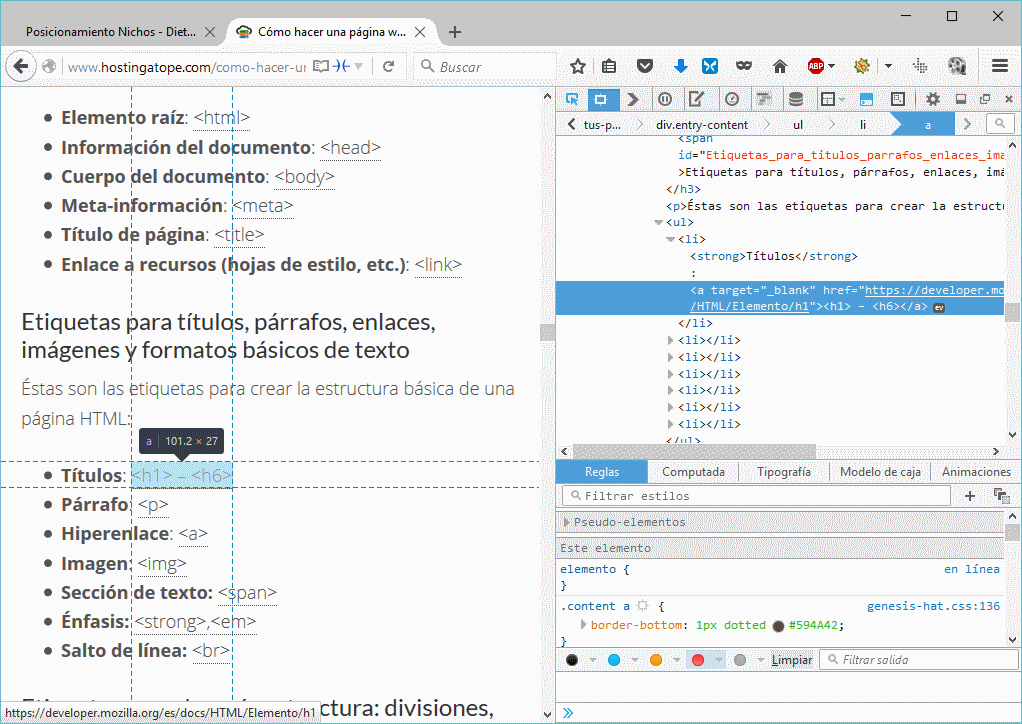 Posicionamiento Nichos - Diet...
Cómo hacer una página w...
www.hostingatope.com/como-hacer-ur
Buscar
ABP
Elemento raíz: <html>
Información del documento: <head>
Cuerpo del documento: <body>
Meta-información: <meta>
Título de página: <title>
Enlace a recursos (hojas de estilo, etc.): <link>
Etiquetas para títulos, párrafos, enlaces,
imágenes y formatos básicos de texto
Éstas son las etiquetas para crear la estructura básica de una
página HTML:
a 101.2 × 27
Títulos: <h1> – <h6>
Párrafo: <p>
Hiperenlace: <a>
Imagen: <img>
Sección de texto: <span>
Énfasis: <strong>,<em>
Salto de línea: <br>
ructura: divisiones,
https://developer.mozilla.org/es/docs/HTML/Elemento/h1
tus-p... div.entry-content ul li a
<span
id="Etiquetas_para_titulos_parrafos_enlaces_ima
>Etiquetas para títulos, párrafos, enlaces, imá
</h3>
<p>Éstas son las etiquetas para crear la estruct
<ul>
<li>
<strong>Títulos</strong>
:
<a target="_blank" href="https://developer.mo
/HTML/Elemento/h1"><h1> – <h6></a> ev
</li>
<li></li>
<li></li>
<li></li>
<li></li>
<li></li>
<li></li>
</ul>
Reglas Computada Tipografía Modelo de caja Animaciones
Filtrar estilos
Pseudo-elementos
Este elemento
elemento { en línea
}
.content a { genesis-hat.css:136
border-bottom: 1px dotted #594A42;
}
Limpiar Filtrar salida